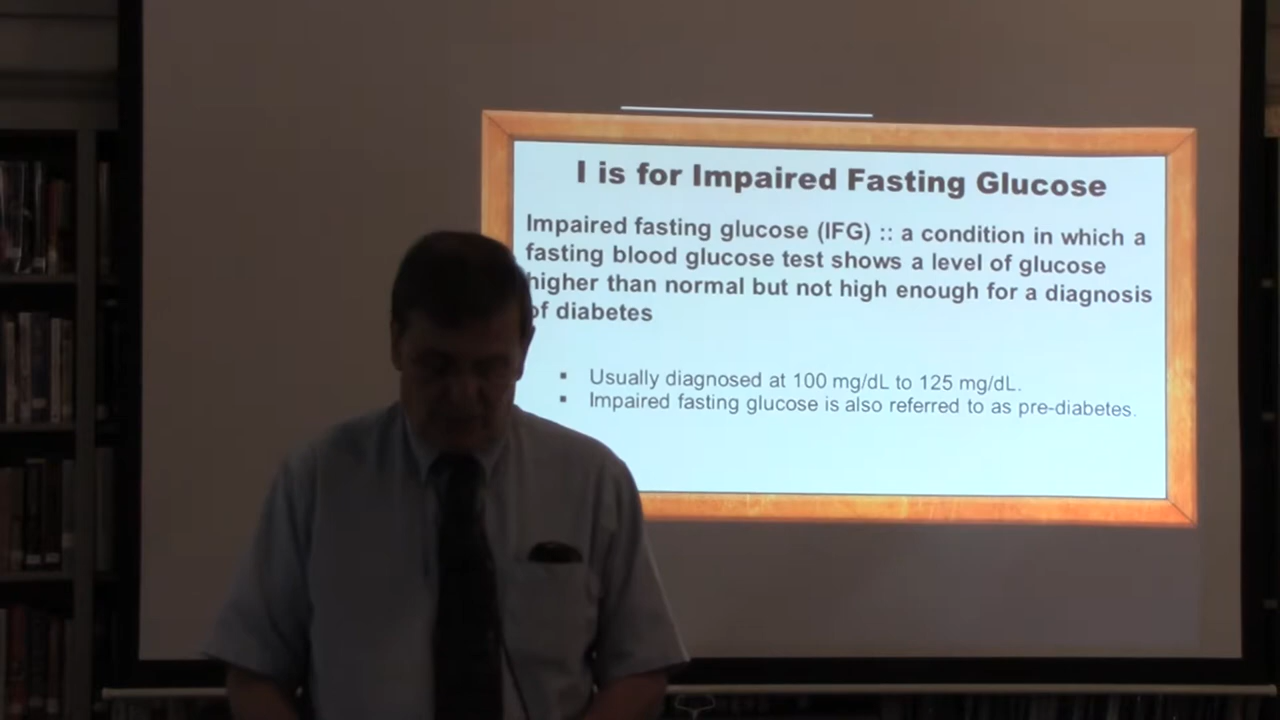 I is for Impaired Fasting Glucose
Impaired fasting glucose (IFG) :: a condition in which a
fasting blood glucose test shows a level of glucose
higher than normal but not high enough for a diagnosis
of diabetes
▪ Usually diagnosed at 100 mg/dL to 125 mg/dL.
▪ Impaired fasting glucose is also referred to as pre-diabetes.